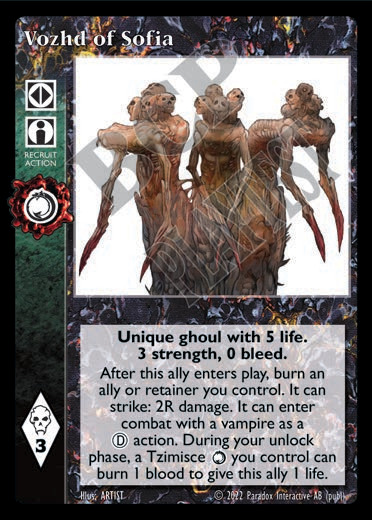 Vozhd of Sofia
RECRUIT
ACTION
BCP
PLAYTEST
Unique ghoul with 5 life.
3 strength, 0 bleed.
After this ally enters play, burn an
ally or retainer you control. It can
strike: 2R damage. It can enter
combat with a vampire as a
D action. During your unlock
phase, a Tzimisce you control can
burn 1 blood to give this ally 1 life.
3
Illus: ARTIST
© 2022 Paradox Interactive AB (publ)